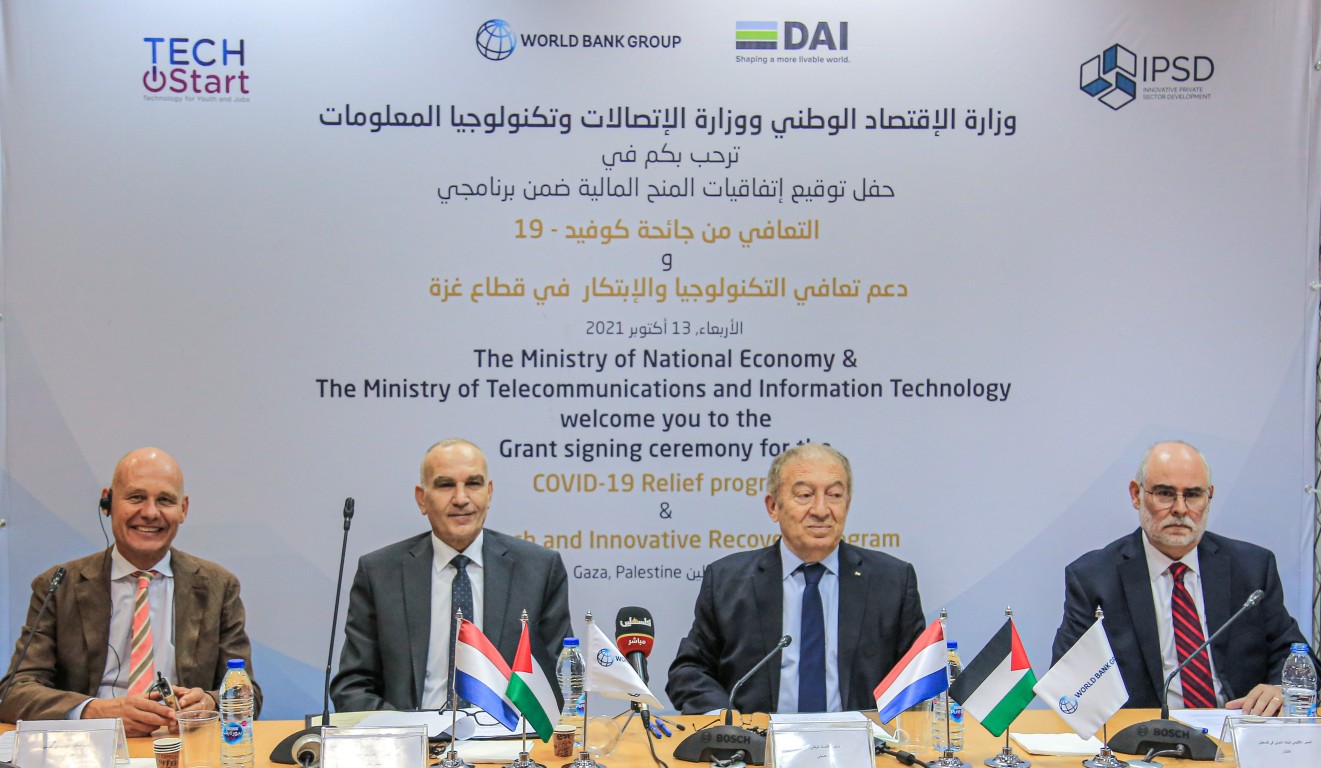 TECH
Start
Technology for Youth and Jobs
WORLD BANK GROUP
DAI
Shaping a more livable world.
IPSD
INNOVATIVE PRIVATE
SECTOR DEVELOPMENT
وزارة الإقتصاد الوطني ووزارة الإتصالات وتكنولوجيا المعلومات
ترحب بكم في
حفل توقيع إتفاقيات المنح المالية ضمن برنامجي
التعافي من جائحة كوفيد - 19
و
دعم تعافي التكنولوجيا والإبتكار في قطاع غزة
الأربعاء, 13 أكتوبر 2021
The Ministry of National Economy &
The Ministry of Telecommunications and Information Technology
welcome you to the
Grant signing ceremony for the
COVID-19 Relief progr
&
ch and Innovative Recov gram
Gaza, Palestine
فلسطين
مباشر
WORLD
WORLD BANK
BOSCH
BOSCH